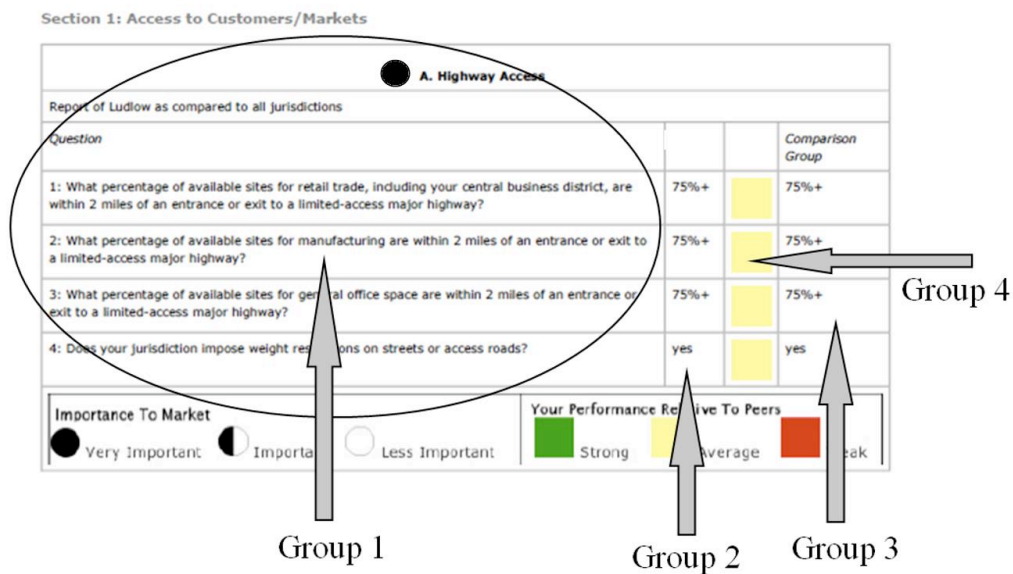 Section 1: Access to Customers/Markets
A. Highway Access
Report of Ludlow as compared to all jurisdictions
Question
Comparison
Group
1: What percentage of available sites for retail trade, including your central business district, are
within 2 miles of an entrance or exit to a limited-access major highway?
75%+
75%+
2: What percentage of available sites for manufacturing are within 2 miles of an entrance or exit to
a limited-access major highway?
75%+
75%+
3: What percentage of available sites for general office space are within 2 miles of an entrance or
exit to a limited-access major highway?
75%+
75%+
4: Does your jurisdiction impose weight restrictions on streets or access roads?
yes
yes
Importance To Market
Very Important
Important
Less Important
Your Performance Relative To Peers
Strong
Average
Weak
Group 1
Group 2
Group 3
Group 4